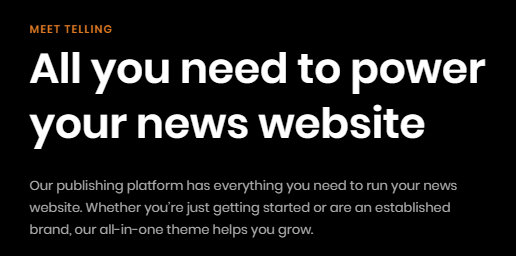 MEET TELLING
All you need to power
your news website
Our publishing platform has everything you need to run your news
website. Whether you're just getting started or are an established
brand, our all-in-one theme helps you grow.